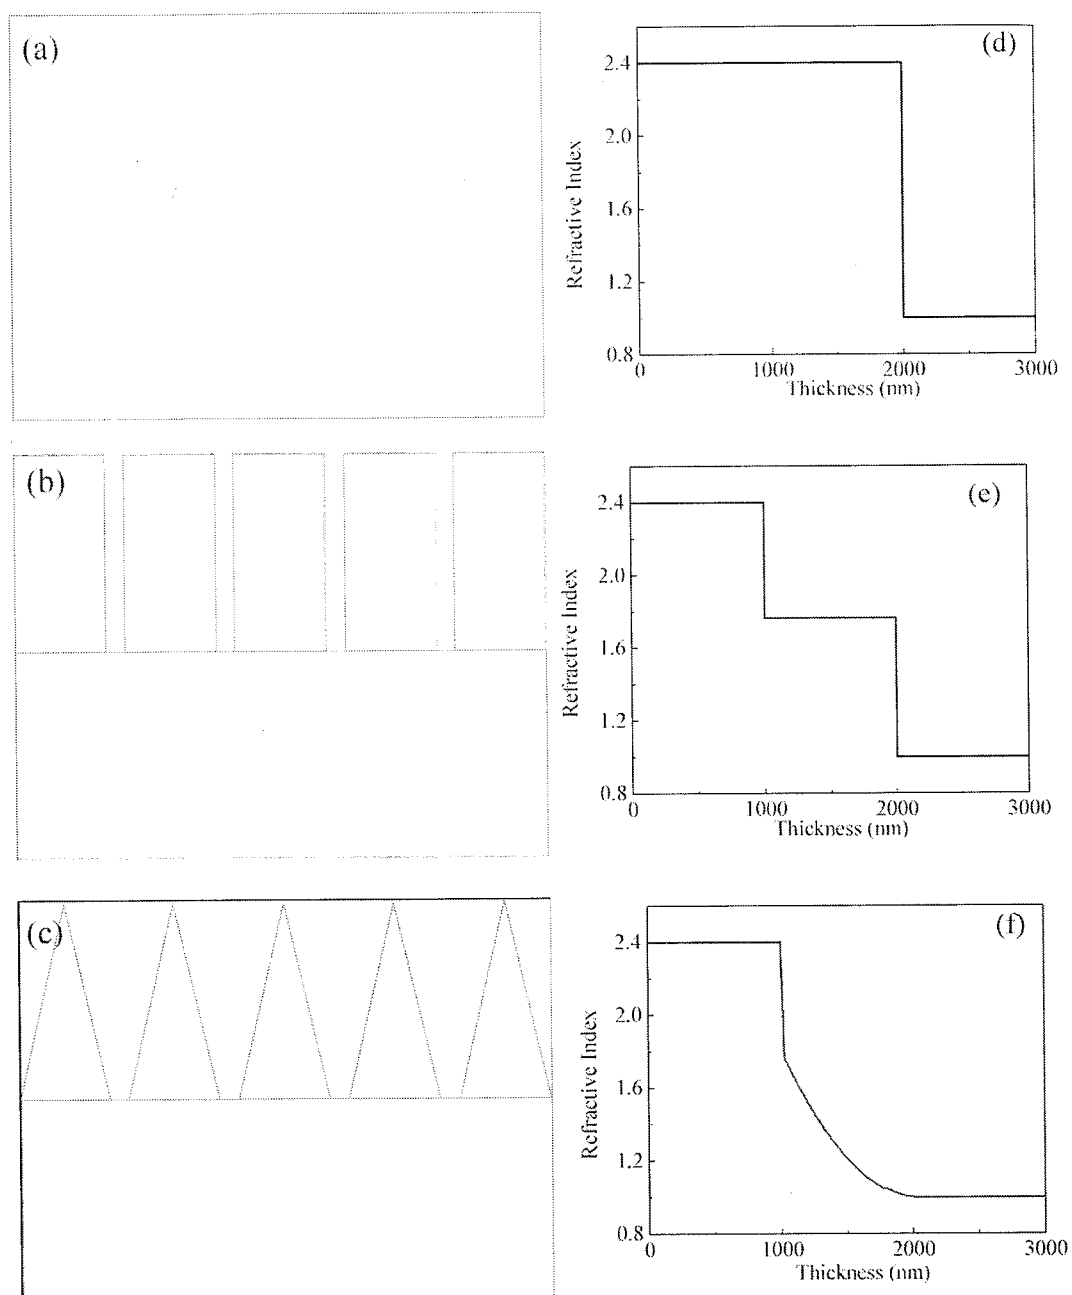 (a)
(d)
2.4
2.0
1.6
1.2
0.8
Refractive Index
0
1000
2000
3000
Thickness (nm)
(b)
(e)
2.4
2.0
1.6
1.2
0.8
Refractive Index
0
1000
2000
3000
Thickness (nm)
(c)
(f)
2.4
2.0
1.6
1.2
0.8
Refractive Index
0
1000
2000
3000
Thickness (nm)